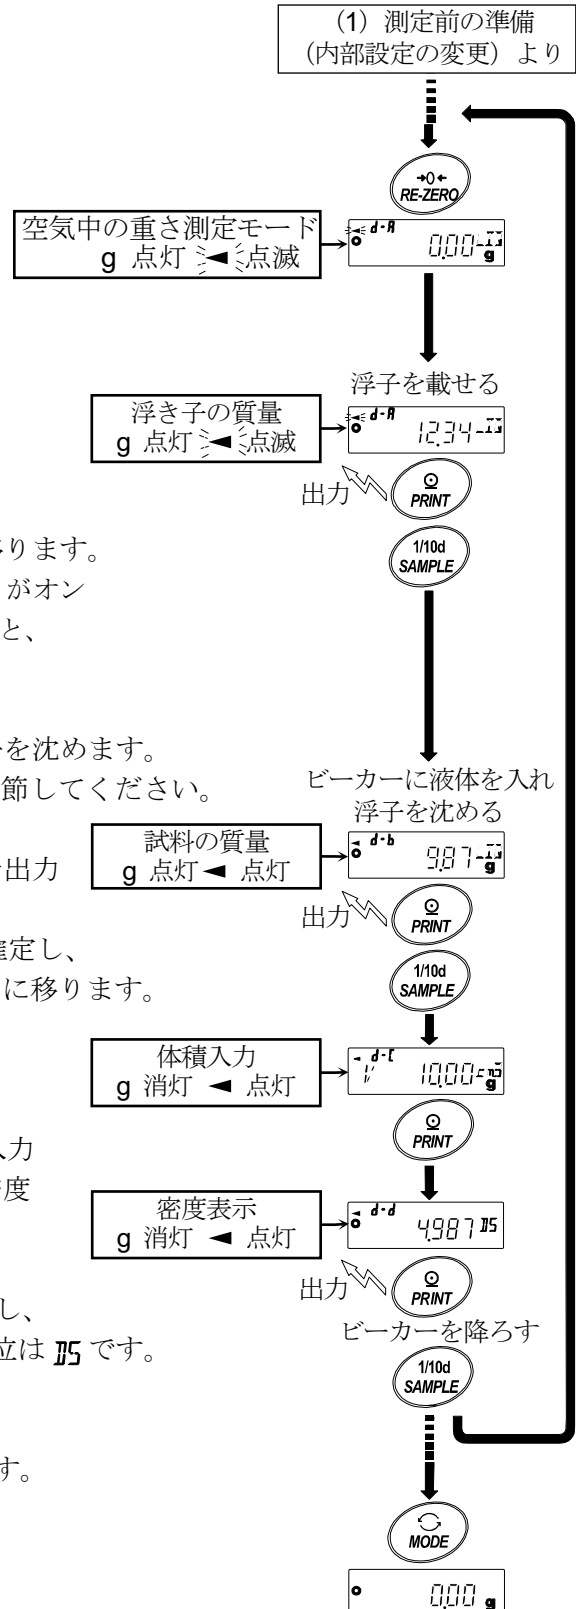 (1) 測定前の準備
(内部設定の変更) より
→0←
RE-ZERO
空気中の重さ測定モード
g 点灯 ◄ 点滅
d-A
0.00 g
浮子を載せる
浮き子の質量
g 点灯 ◄ 点滅
d-A
12.34
出力
PRINT
1/10d
SAMPLE
ります。
がオン
と、
を沈めます。
節してください。
ビーカーに液体を入れ
浮子を沈める
試料の質量
g 点灯 ◄ 点灯
d-b
9.87 g
出力
出力
PRINT
定し、
に移ります。
1/10d
SAMPLE
体積入力
g 消灯 ◄ 点灯
d-C
10.00 g
PRINT
力
度
密度表示
g 消灯 ◄ 点灯
d-d
4.987 DS
出力
PRINT
し、
ビーカーを降ろす
は DS です。
1/10d
SAMPLE
す。
MODE
0.00 g